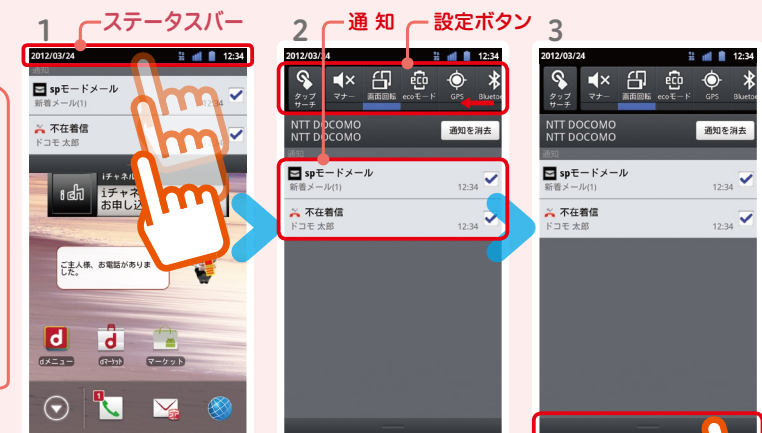 ステータスバー
通 知
設定ボタン
1
2012/03/24
12:34
通知
spモードメール
新着メール(1)
12:34
不在着信
ドコモ 太郎
iチャネル
ich
iチャネ
お申し込
ご主人様、お電話がありま
した。
dメニュー
dマーケット
マーケット
1
2
2012/03/24
12:34
タップ
サーチ
マナー
画面回転
ecoモード
GPS
Bluetoo
NTT DOCOMO
NTT DOCOMO
通知を消去
通知
spモードメール
新着メール(1)
12:34
不在着信
ドコモ 太郎
12:34
3
2012/03/24
12:34
タップ
サーチ
マナー
画面回転
ecoモード
GPS
Bluetoo
NTT DOCOMO
NTT DOCOMO
通知を消去
通知
spモードメール
新着メール(1)
12:34
不在着信
ドコモ 太郎
12:34